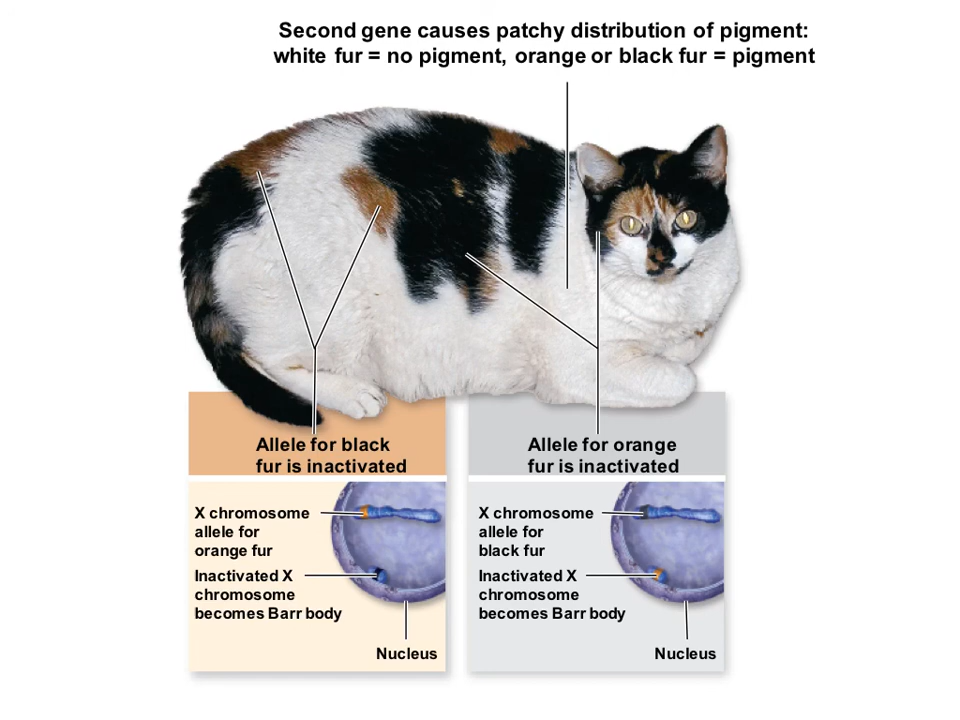 Second gene causes patchy distribution of pigment:
white fur = no pigment, orange or black fur = pigment
Allele for black
fur is inactivated
Allele for orange
fur is inactivated
X chromosome
allele for
orange fur
Inactivated X
chromosome
becomes Barr body
Nucleus
X chromosome
allele for
black fur
Inactivated X
chromosome
becomes Barr body
Nucleus